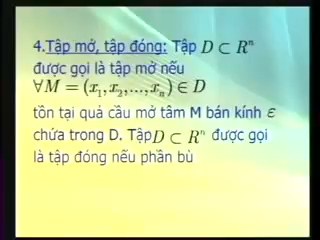 4.Tập mở, tập đóng: Tập D ⊂ Rⁿ
được gọi là tập mở nếu
∀M = (x₁, x₂, ..., xₙ) ∈ D
tồn tại quả cầu mở tâm M bán kính ε
chứa trong D. Tập D ⊂ Rⁿ được gọi
là tập đóng nếu phần bù